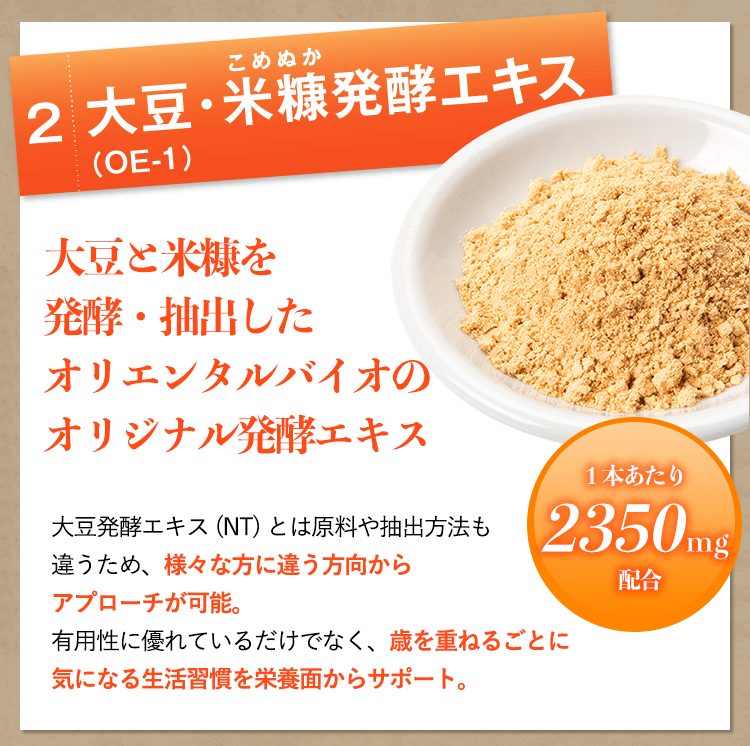 2
こめぬか
大豆・米糠発酵エキス
（OE-1）
大豆と米糠を
発酵・抽出した
オリエンタルバイオの
オリジナル発酵エキス
1本あたり
2350mg
配合
大豆発酵エキス（NT）とは原料や抽出方法も
違うため、様々な方に違う方向から
アプローチが可能。
有用性に優れているだけでなく、歳を重ねるごとに
気になる生活習慣を栄養面からサポート。